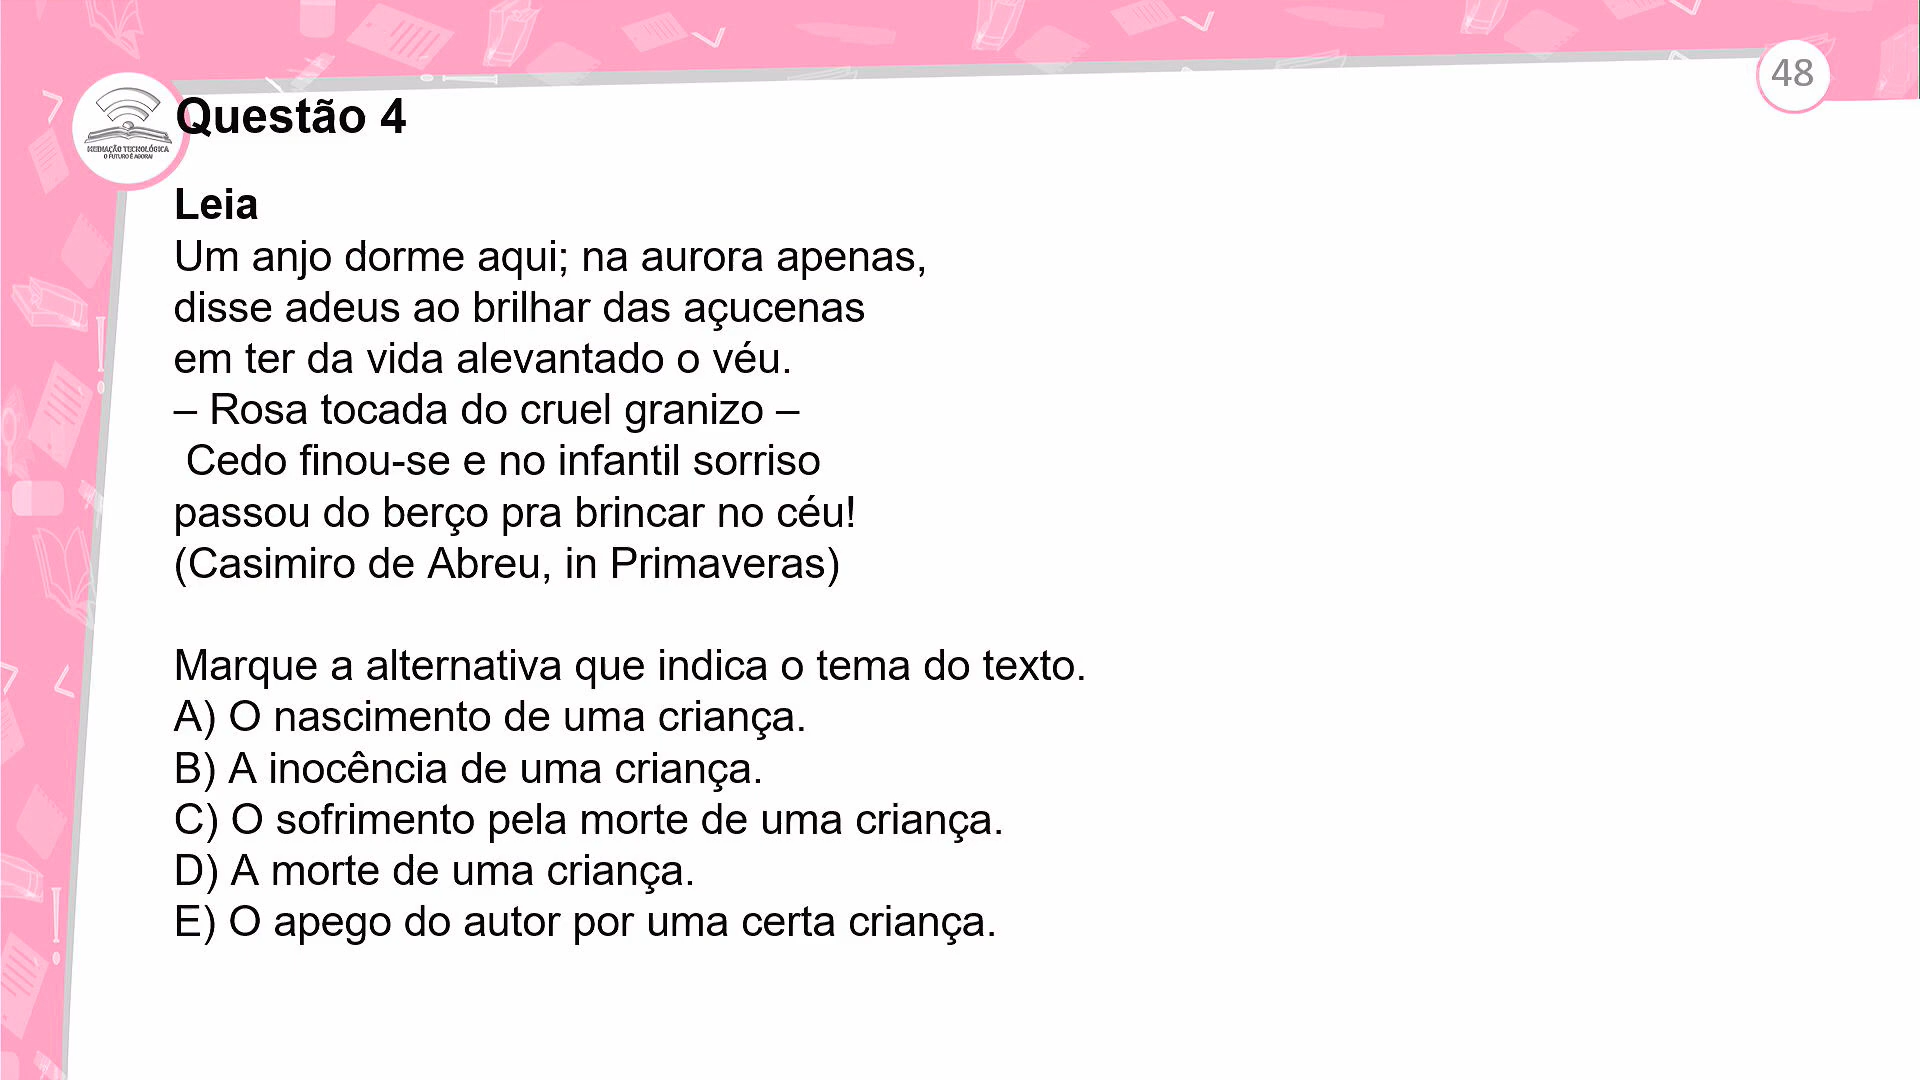 48
MEDIAÇÃO TECNOLÓGICA
O FUTURO É AGORA!
Questão 4
Leia
Um anjo dorme aqui; na aurora apenas,
disse adeus ao brilhar das açucenas
em ter da vida alevantado o véu.
– Rosa tocada do cruel granizo –
Cedo finou-se e no infantil sorriso
passou do berço pra brincar no céu!
(Casimiro de Abreu, in Primaveras)
Marque a alternativa que indica o tema do texto.
A) O nascimento de uma criança.
B) A inocência de uma criança.
C) O sofrimento pela morte de uma criança.
D) A morte de uma criança.
E) O apego do autor por uma certa criança.